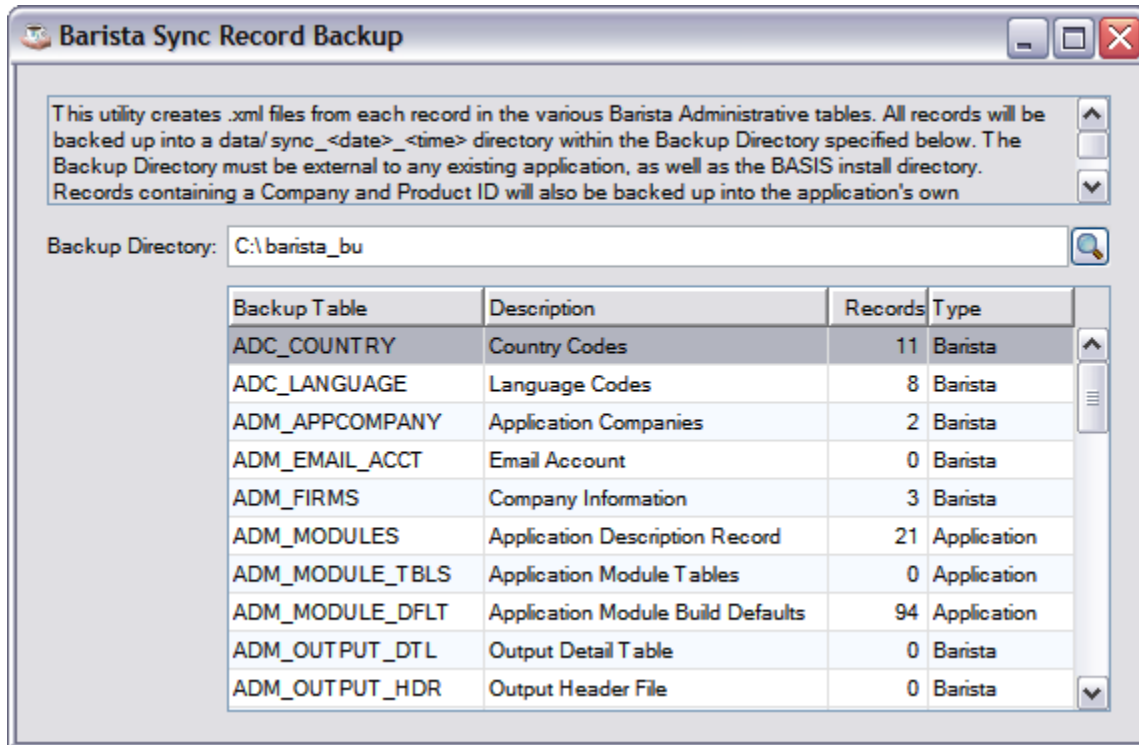 Barista Sync Record Backup
This utility creates .xml files from each record in the various Barista Administrative tables. All records will be
backed up into a data/sync_<date>_<time> directory within the Backup Directory specified below. The
Backup Directory must be external to any existing application, as well as the BASIS install directory.
Records containing a Company and Product ID will also be backed up into the application's own
Backup Directory: C:\barista_bu
Backup Table Description Records Type
ADC_COUNTRY Country Codes 11 Barista
ADC_LANGUAGE Language Codes 8 Barista
ADM_APPCOMPANY Application Companies 2 Barista
ADM_EMAIL_ACCT Email Account 0 Barista
ADM_FIRMS Company Information 3 Barista
ADM_MODULES Application Description Record 21 Application
ADM_MODULE_TBLS Application Module Tables 0 Application
ADM_MODULE_DFLT Application Module Build Defaults 94 Application
ADM_OUTPUT_DTL Output Detail Table 0 Barista
ADM_OUTPUT_HDR Output Header File 0 Barista